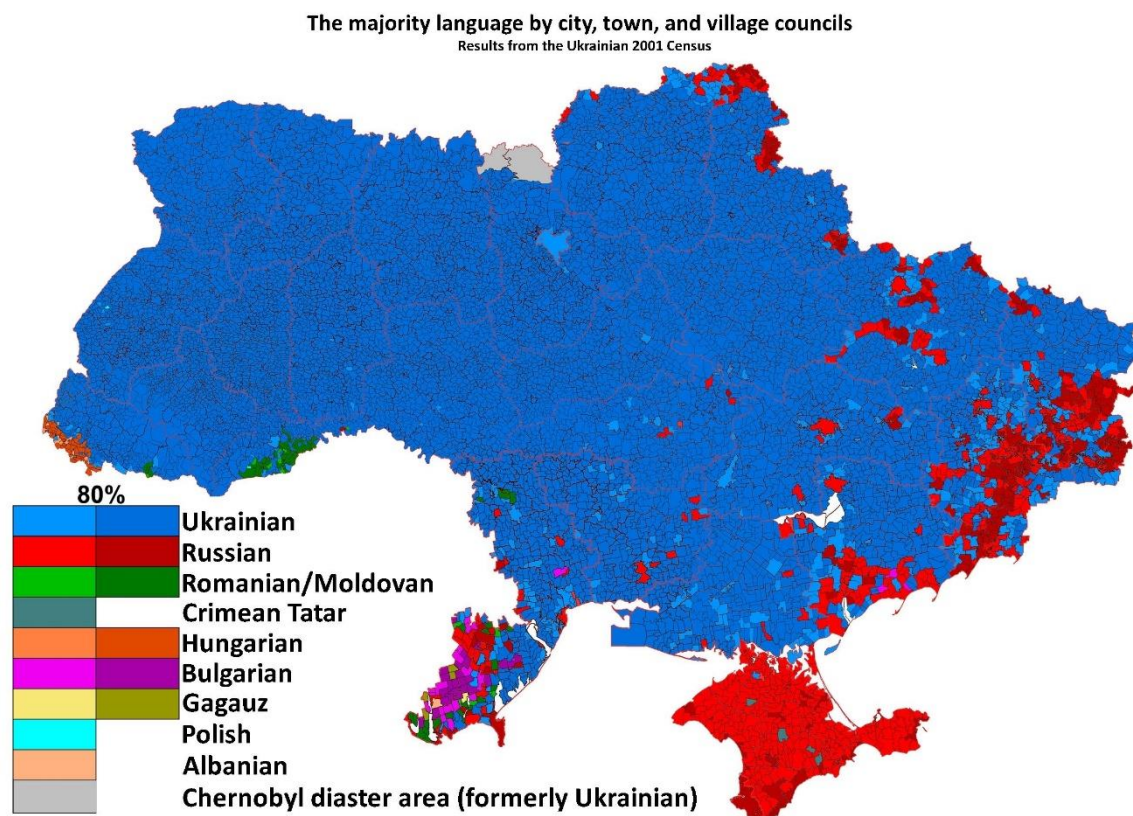 The majority language by city, town, and village councils
Results from the Ukrainian 2001 Census
80%
Ukrainian
Russian
Romanian/Moldovan
Crimean Tatar
Hungarian
Bulgarian
Gagauz
Polish
Albanian
Chernobyl diaster area (formerly Ukrainian)